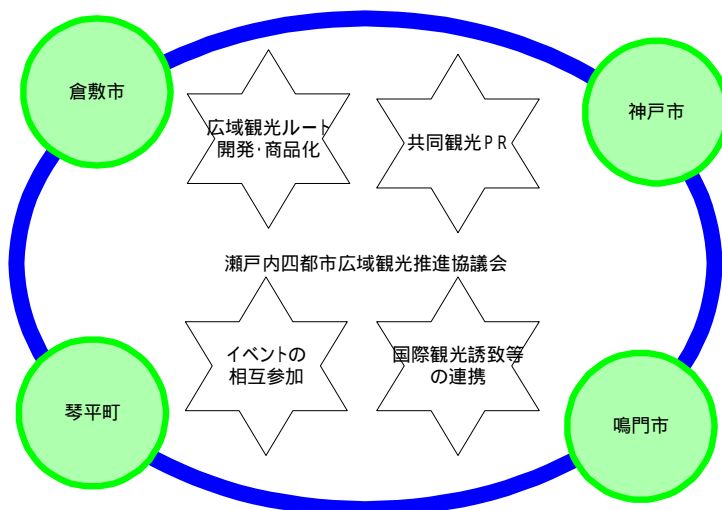 倉敷市
広域観光ルート
開発・商品化
共同観光PR
神戸市
瀬戸内四都市広域観光推進協議会
イベントの
相互参加
国際観光誘致等
の連携
琴平町
鳴門市